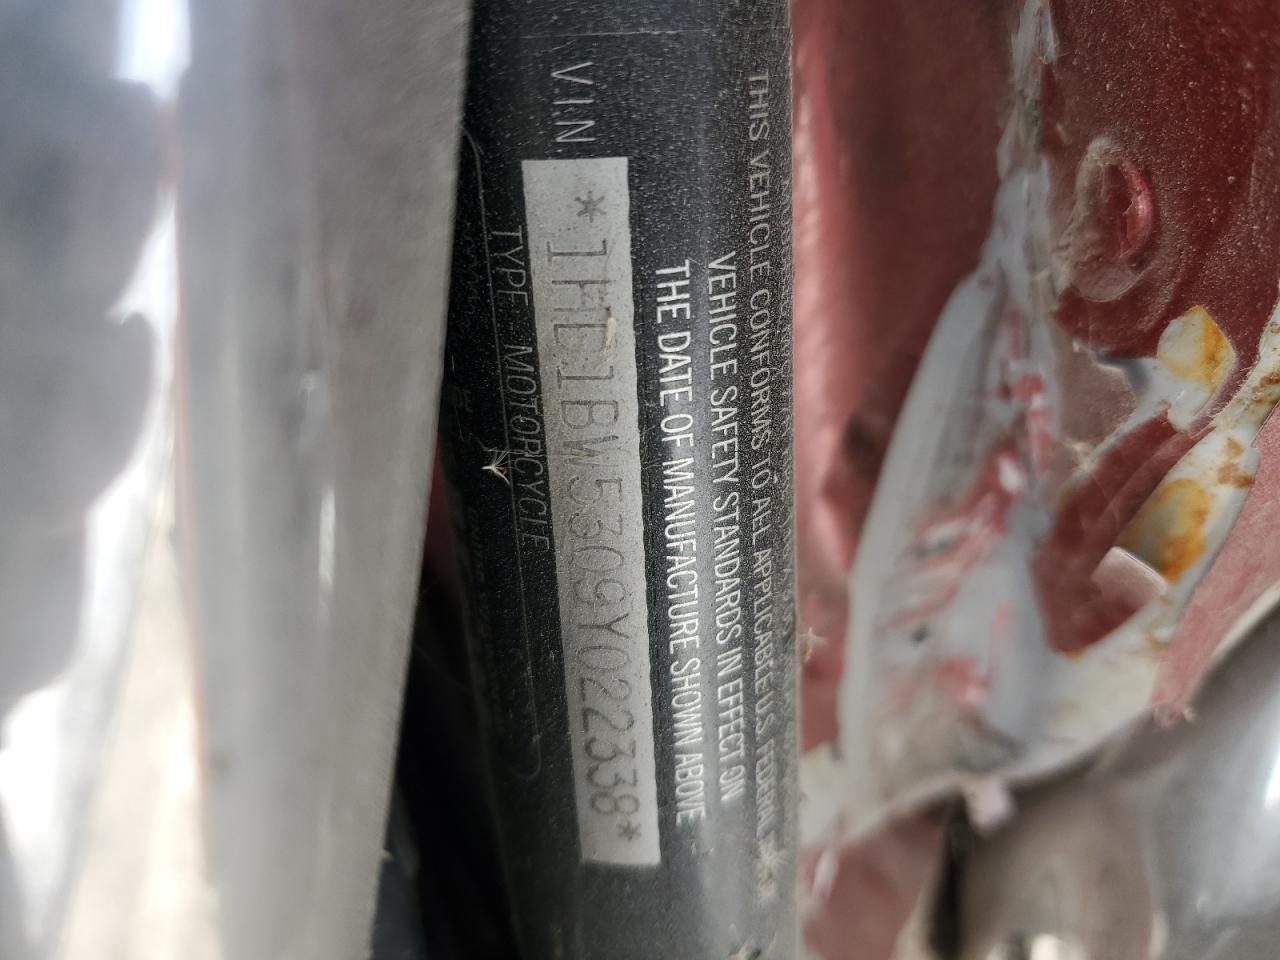 THIS VEHICLE CONFORMS TO ALL APPLICABLE U.S. FEDERAL
VEHICLE SAFETY STANDARDS IN EFFECT ON
THE DATE OF MANUFACTURE SHOWN ABOVE
V.I.N. *1HD1BW5309Y022338*
TYPE - MOTORCYCLE